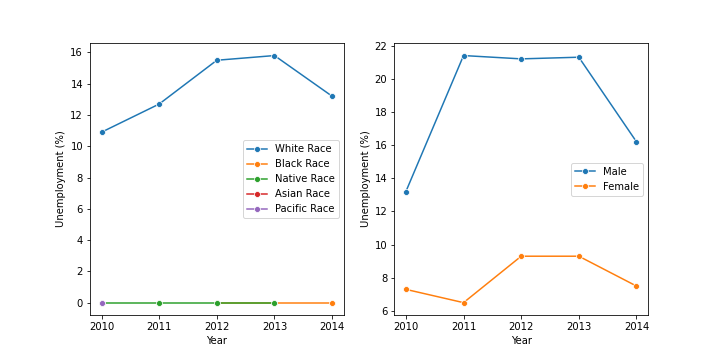 16
14
12
10
8
6
4
2
0
Unemployment (%)
2010 2011 2012 2013 2014
Year
White Race
Black Race
Native Race
Asian Race
Pacific Race
22
20
18
16
14
12
10
8
6
Unemployment (%)
2010 2011 2012 2013 2014
Year
Male
Female